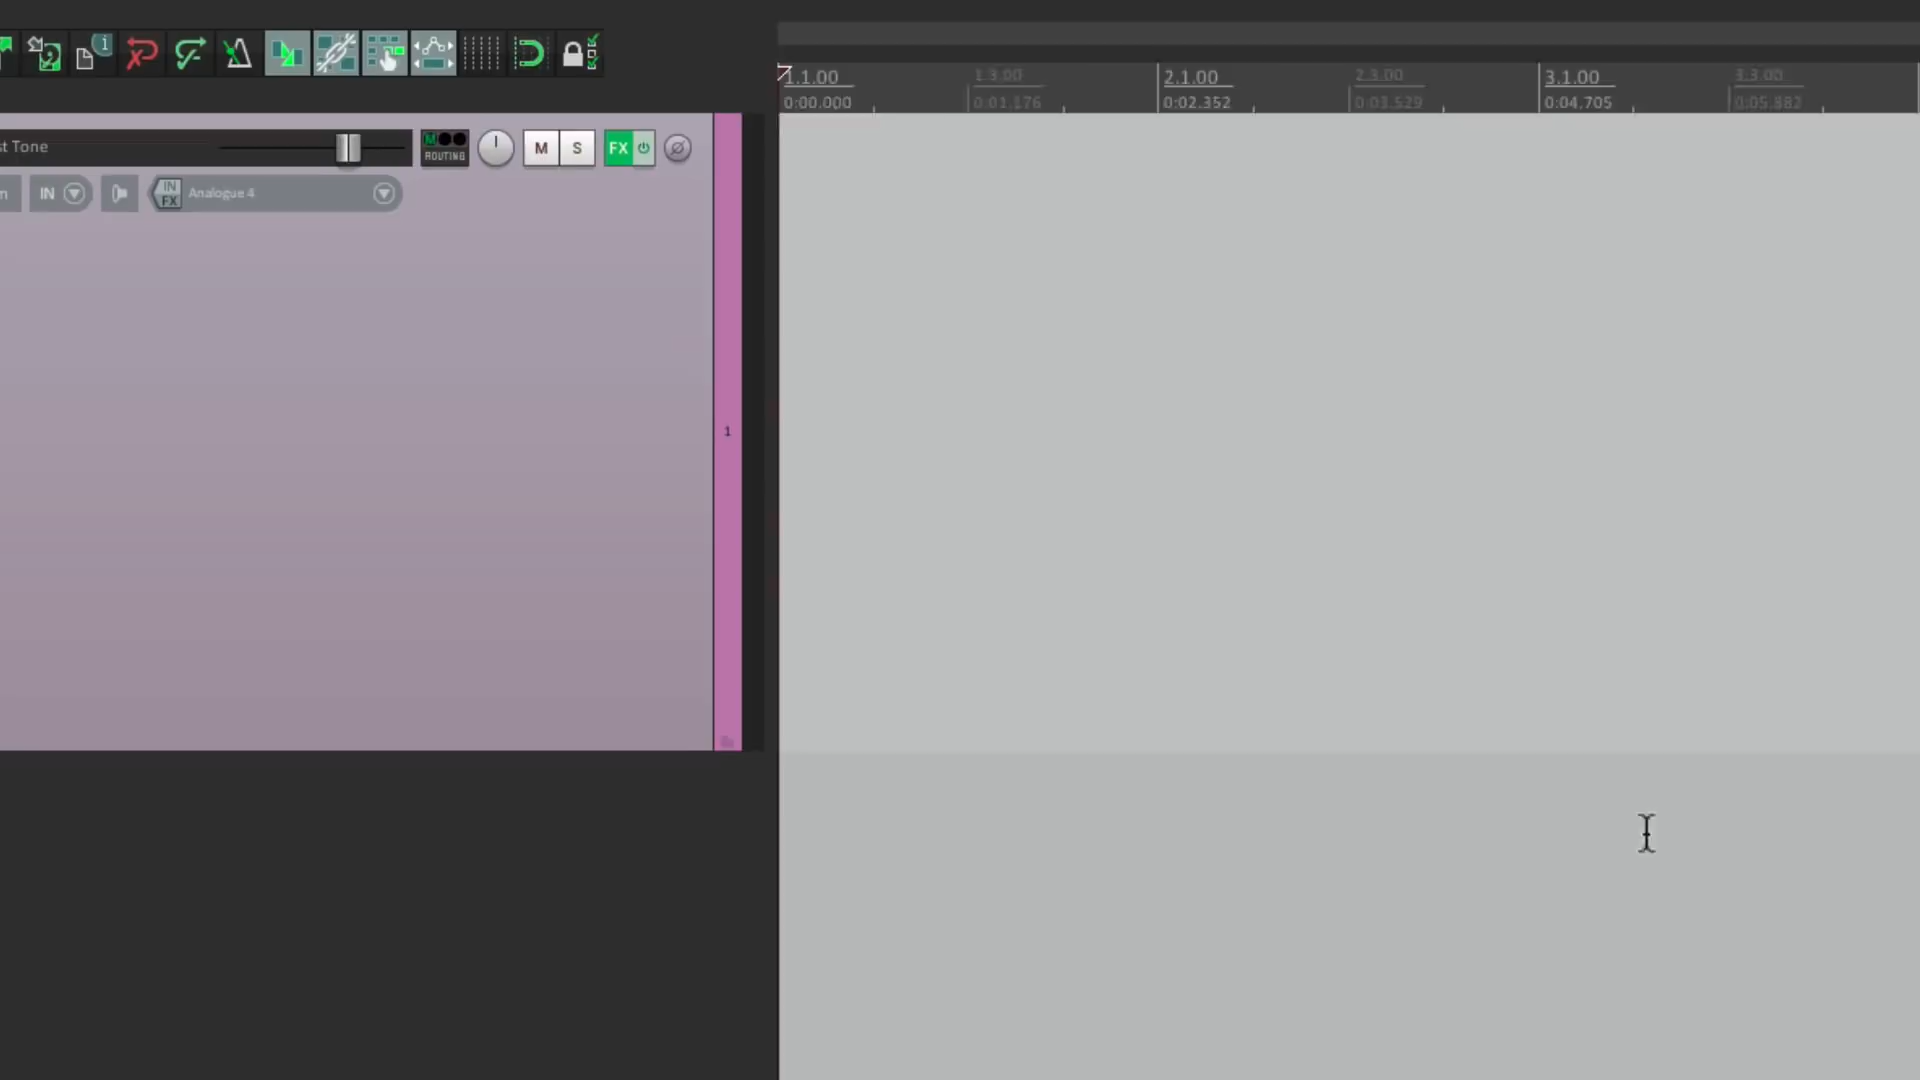 1.1.00 1.3.00 2.1.00 2.3.00 3.1.00 3.3.00
0:00.000 0:01.176 0:02.352 0:03.529 0:04.705 0:05.882
st Tone
ROUTING
M S FX
m IN IN FX Analogue 4
1